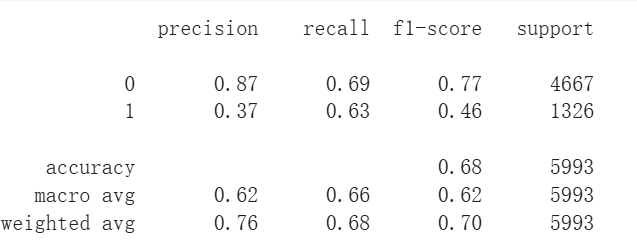 precision recall f1-score support
0 0.87 0.69 0.77 4667
1 0.37 0.63 0.46 1326
accuracy 0.68 5993
macro avg 0.62 0.66 0.62 5993
weighted avg 0.76 0.68 0.70 5993